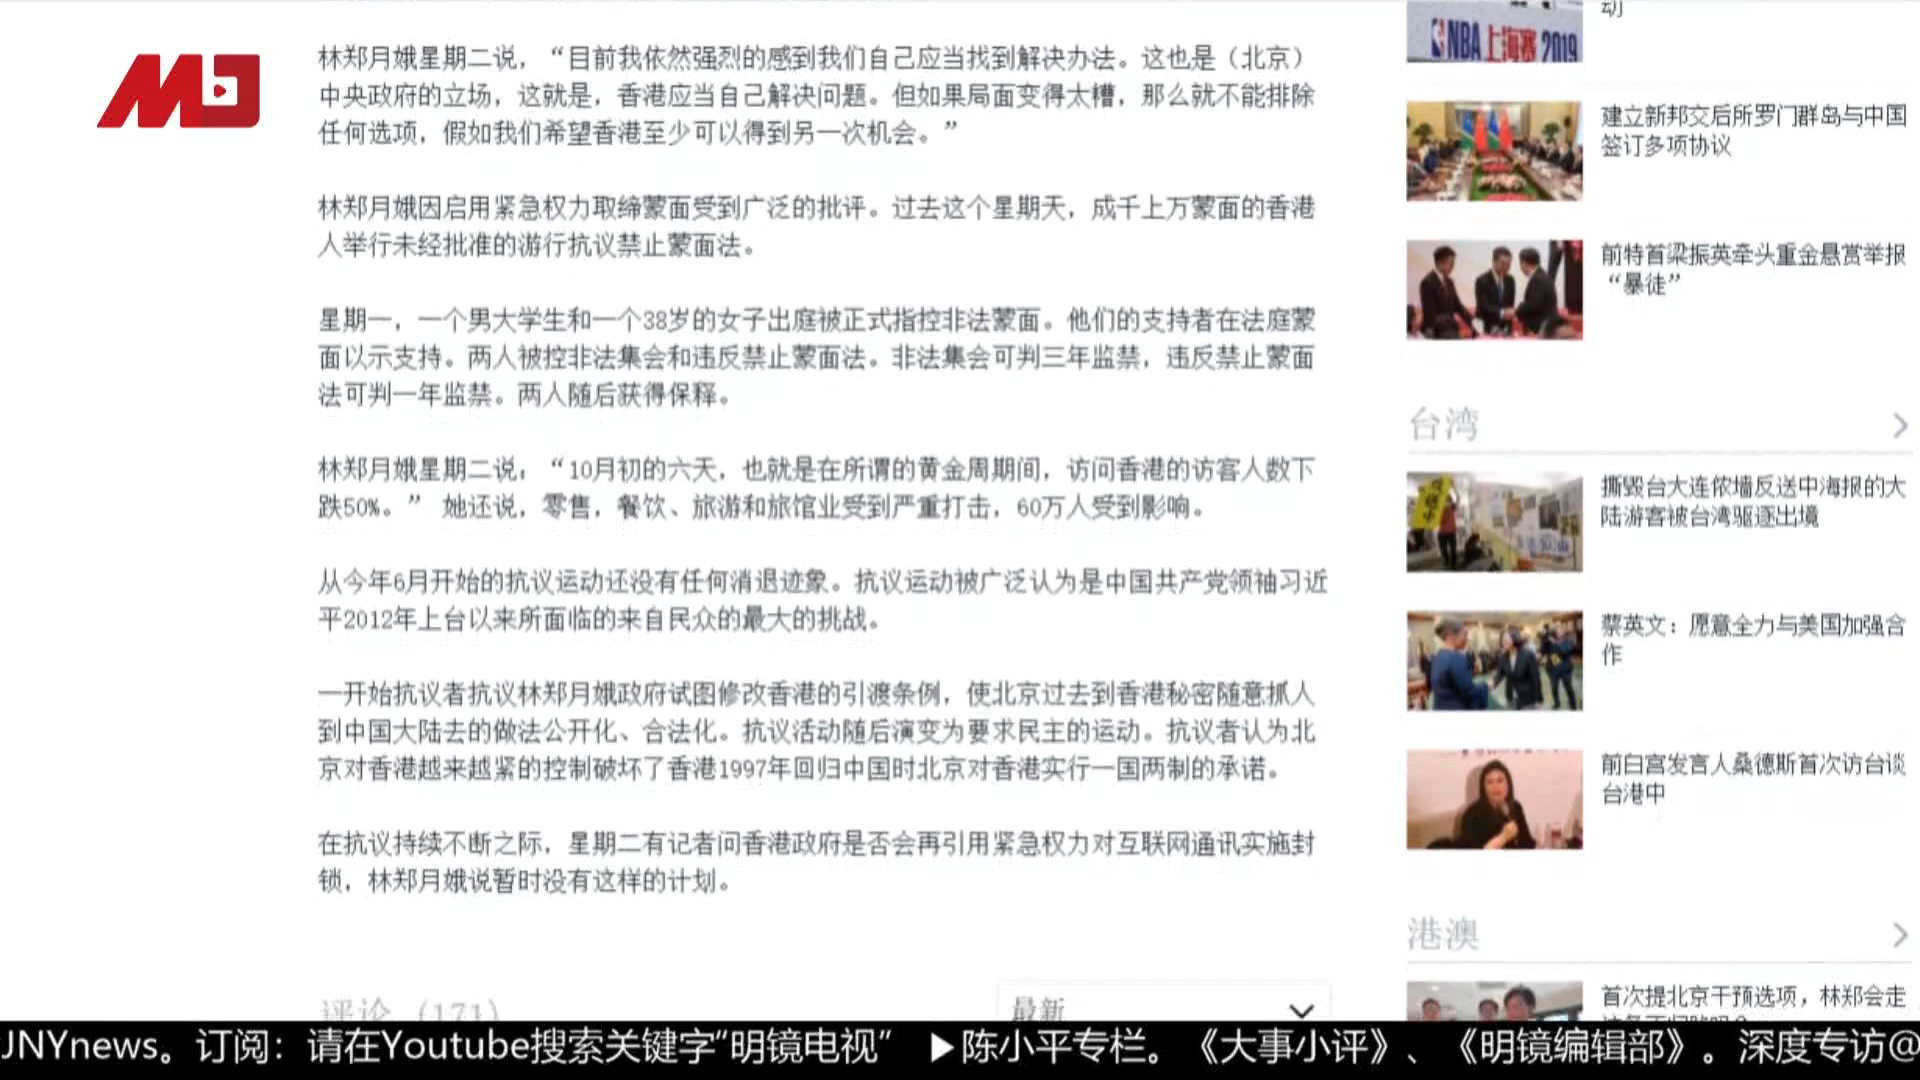 林郑月娥星期二说，“目前我依然强烈的感到我们自己应当找到解决办法。这也是（北京）
中央政府的立场，这就是，香港应当自己解决问题。但如果局面变得太糟，那么就不能排除
任何选项，假如我们希望香港至少可以得到另一次机会。”
林郑月娥因启用紧急权力取缔蒙面受到广泛的批评。过去这个星期天，成千上万蒙面的香港
人举行未经批准的游行抗议禁止蒙面法。
星期一，一个男大学生和一个38岁的女子出庭被正式指控非法蒙面。他们的支持者在法庭蒙
面以示支持。两人被控非法集会和违反禁止蒙面法。非法集会可判三年监禁，违反禁止蒙面
法可判一年监禁。两人随后获得保释。
林郑月娥星期二说：“10月初的六天，也就是在所谓的黄金周期间，访问香港的访客人数下
跌50%。” 她还说，零售，餐饮、旅游和旅馆业受到严重打击，60万人受到影响。
从今年6月开始的抗议运动还没有任何消退迹象。抗议运动被广泛认为是中国共产党领袖习近
平2012年上台以来所面临的来自民众的最大的挑战。
一开始抗议者抗议林郑月娥政府试图修改香港的引渡条例，使北京过去到香港秘密随意抓人
到中国大陆去的做法公开化、合法化。抗议活动随后演变为要求民主的运动。抗议者认为北
京对香港越来越紧的控制破坏了香港1997年回归中国时北京对香港实行一国两制的承诺。
在抗议持续不断之际，星期二有记者问香港政府是否会再引用紧急权力对互联网通讯实施封
锁，林郑月娥说暂时没有这样的计划。
评论 (171)
最新
动
NBA 上海赛 2019
建立新邦交后所罗门群岛与中国
签订多项协议
前特首梁振英牵头重金悬赏举报
“暴徒”
台湾
撕毁台大连侬墙反送中海报的大
陆游客被台湾驱逐出境
蔡英文：愿意全力与美国加强合
作
前白宫发言人桑德斯首次访台谈
台港中
港澳
首次提北京干预选项，林郑会走
JNYnews。订阅：请在Youtube搜索关键字“明镜电视” ▶陈小平专栏。《大事小评》、《明镜编辑部》。深度专访@